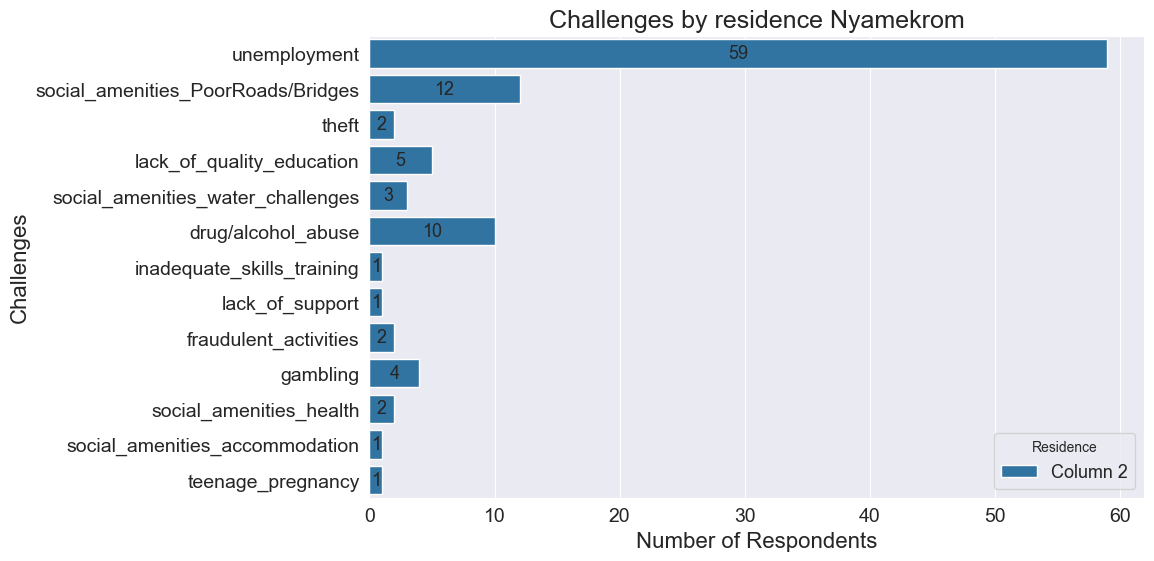 Challenges by residence Nyamekrom
unemployment 59
social_amenities_PoorRoads/Bridges 12
theft 2
lack_of_quality_education 5
social_amenities_water_challenges 3
drug/alcohol_abuse 10
inadequate_skills_training 1
lack_of_support 1
fraudulent_activities 2
gambling 4
social_amenities_health 2
social_amenities_accommodation 1
teenage_pregnancy 1
Challenges
Residence
Column 2
0 10 20 30 40 50 60
Number of Respondents